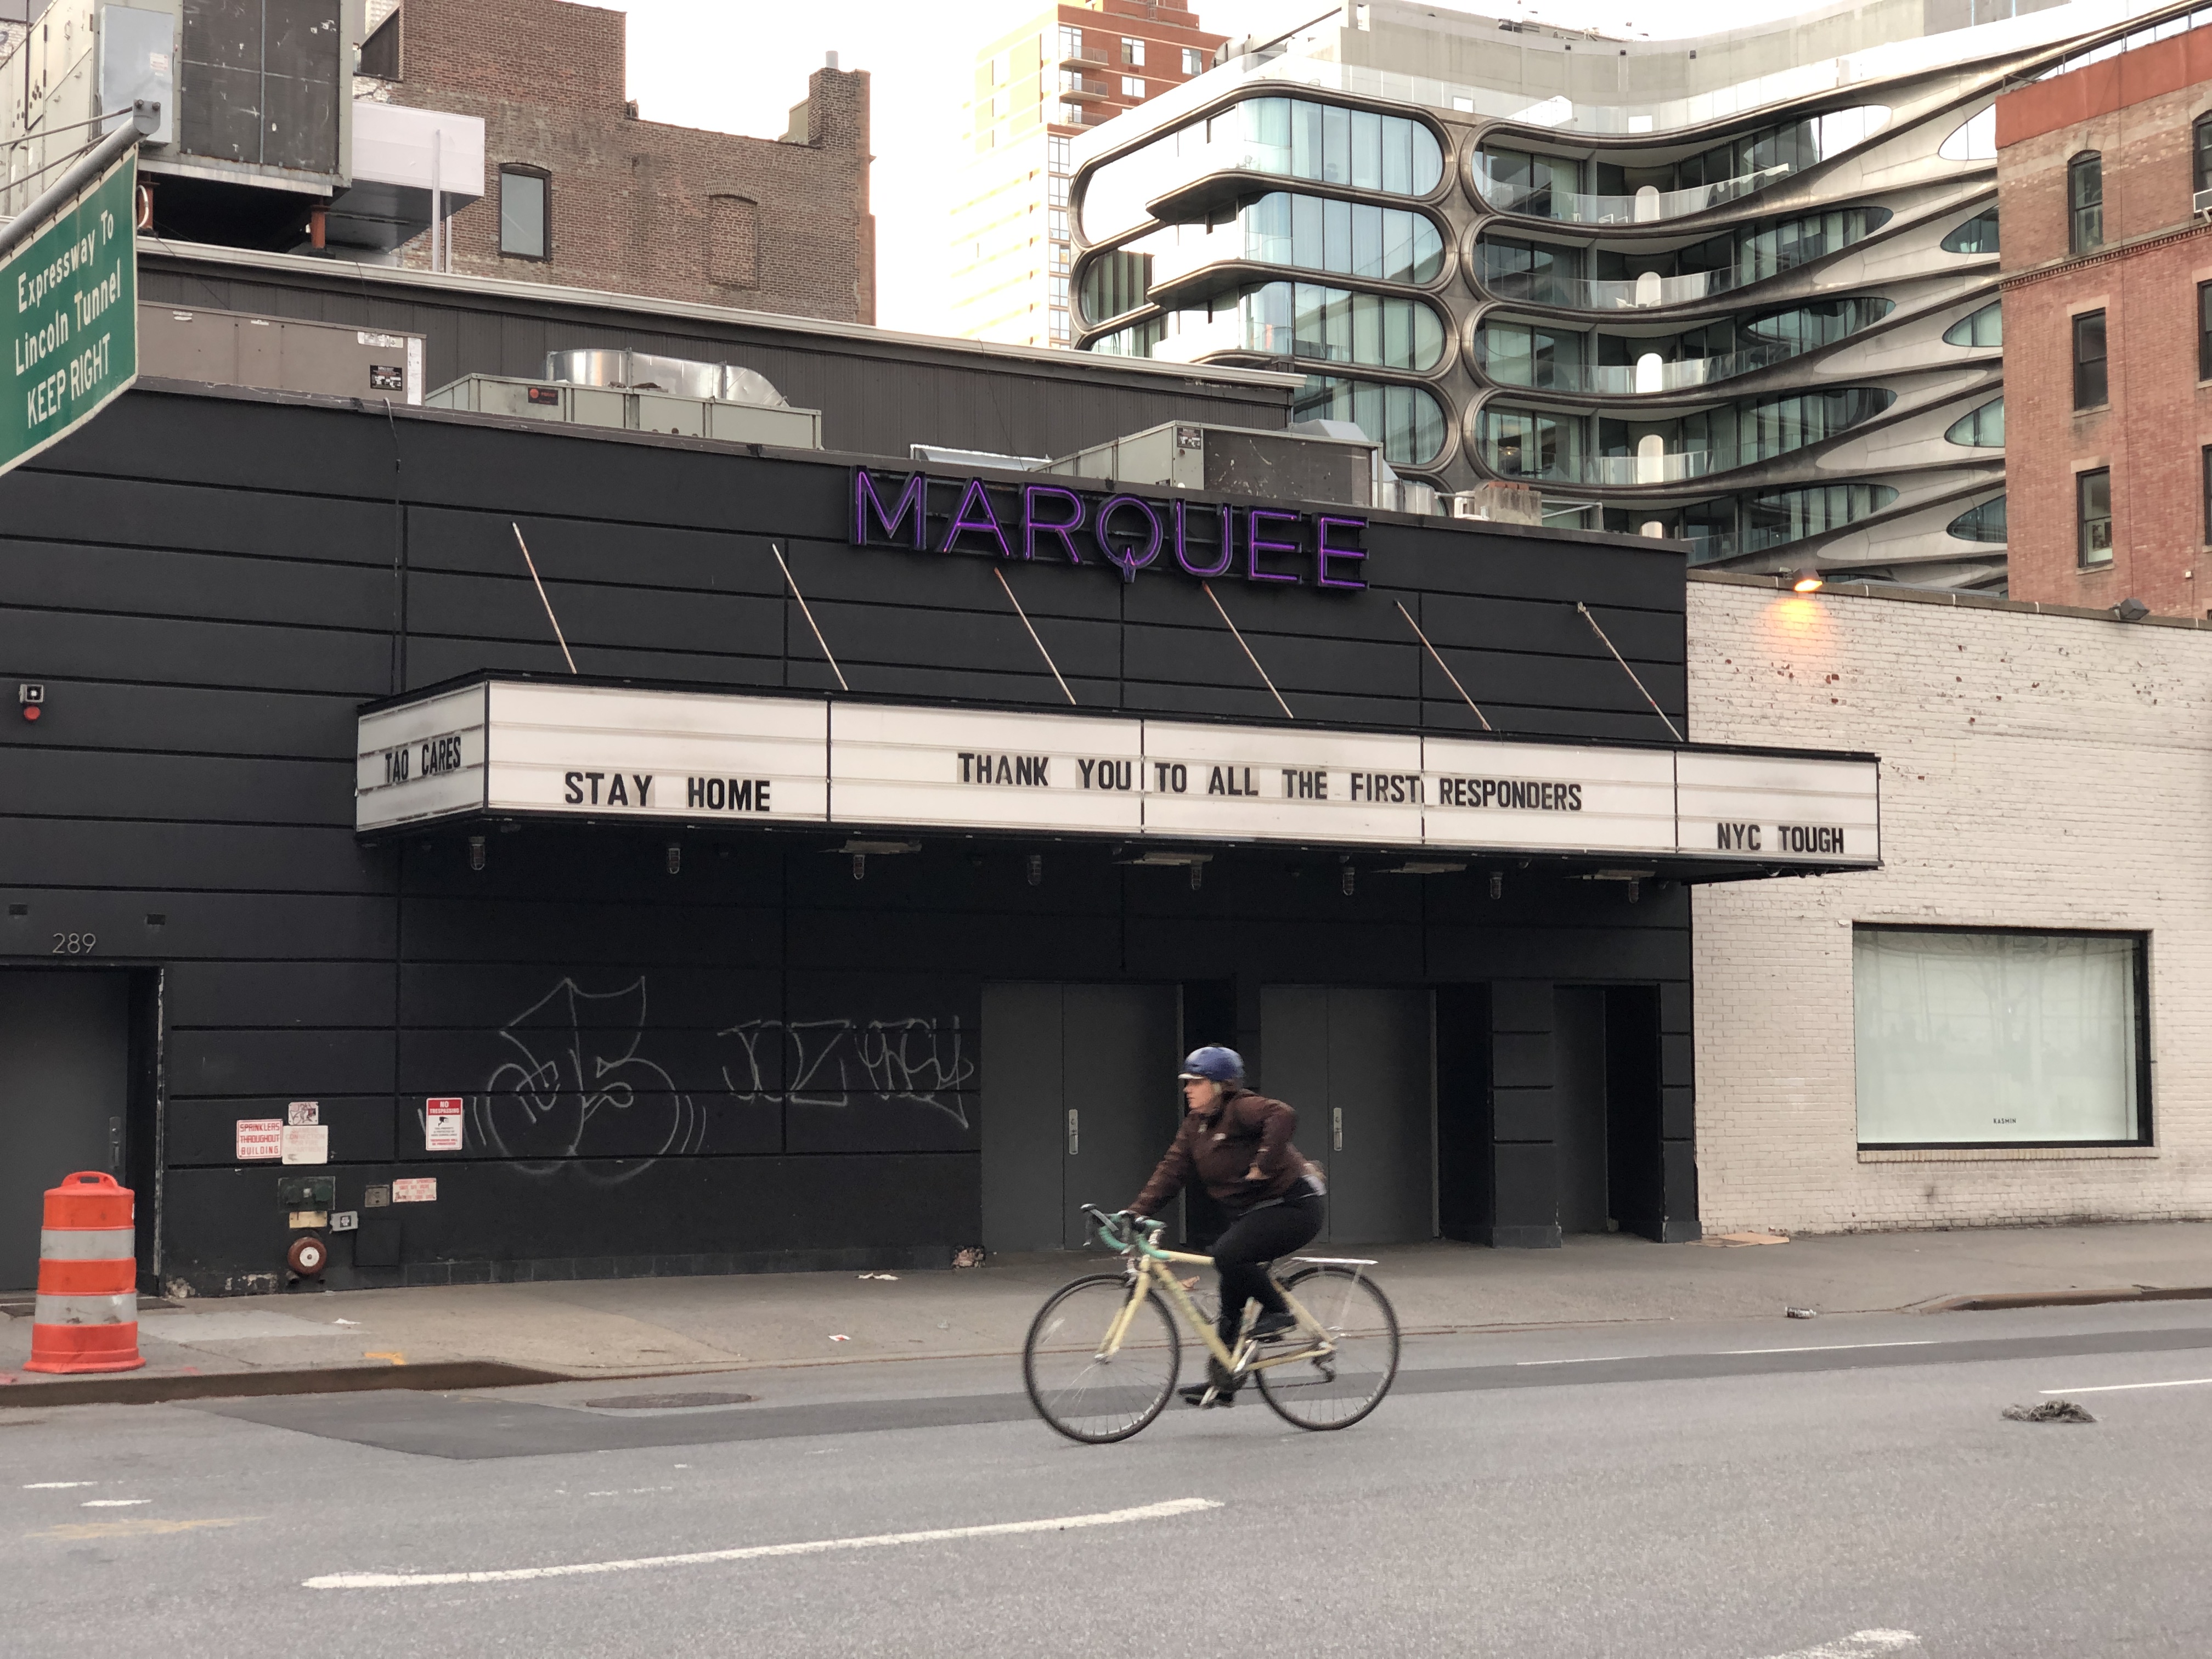 Expressway To
Lincoln Tunnel
KEEP RIGHT
MARQUEE
TAO CARES
STAY HOME
THANK YOU TO ALL THE FIRST RESPONDERS
NYC TOUGH
289
JOZ
SPRINKLERS
THROUGHOUT
BUILDING
NO
TRESPASSING
KASMIN